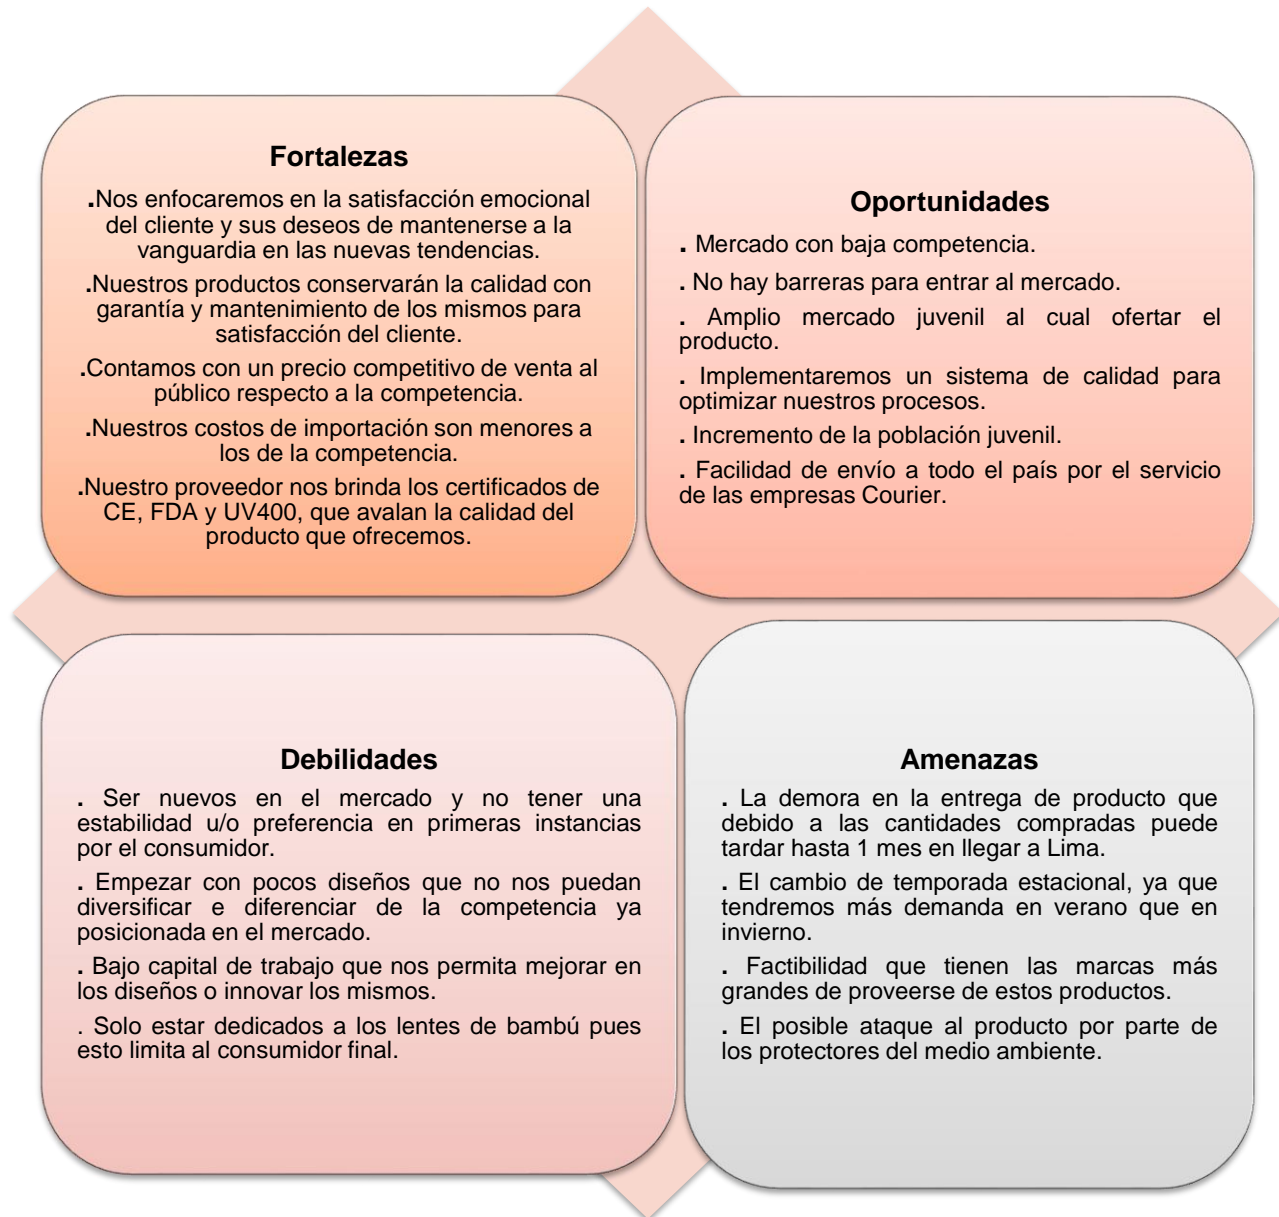 Fortalezas
.Nos enfocaremos en la satisfacción emocional
del cliente y sus deseos de mantenerse a la
vanguardia en las nuevas tendencias.
.Nuestros productos conservarán la calidad con
garantía y mantenimiento de los mismos para
satisfacción del cliente.
.Contamos con un precio competitivo de venta al
público respecto a la competencia.
.Nuestros costos de importación son menores a
los de la competencia.
.Nuestro proveedor nos brinda los certificados de
CE, FDA y UV400, que avalan la calidad del
producto que ofrecemos.
Oportunidades
. Mercado con baja competencia.
. No hay barreras para entrar al mercado.
. Amplio mercado juvenil al cual ofertar el
producto.
. Implementaremos un sistema de calidad para
optimizar nuestros procesos.
. Incremento de la población juvenil.
. Facilidad de envío a todo el país por el servicio
de las empresas Courier.
Debilidades
. Ser nuevos en el mercado y no tener una
estabilidad u/o preferencia en primeras instancias
por el consumidor.
. Empezar con pocos diseños que no nos puedan
diversificar e diferenciar de la competencia ya
posicionada en el mercado.
. Bajo capital de trabajo que nos permita mejorar en
los diseños o innovar los mismos.
. Solo estar dedicados a los lentes de bambú pues
esto limita al consumidor final.
Amenazas
. La demora en la entrega de producto que
debido a las cantidades compradas puede
tardar hasta 1 mes en llegar a Lima.
. El cambio de temporada estacional, ya que
tendremos más demanda en verano que en
invierno.
. Factibilidad que tienen las marcas más
grandes de proveerse de estos productos.
. El posible ataque al producto por parte de
los protectores del medio ambiente.